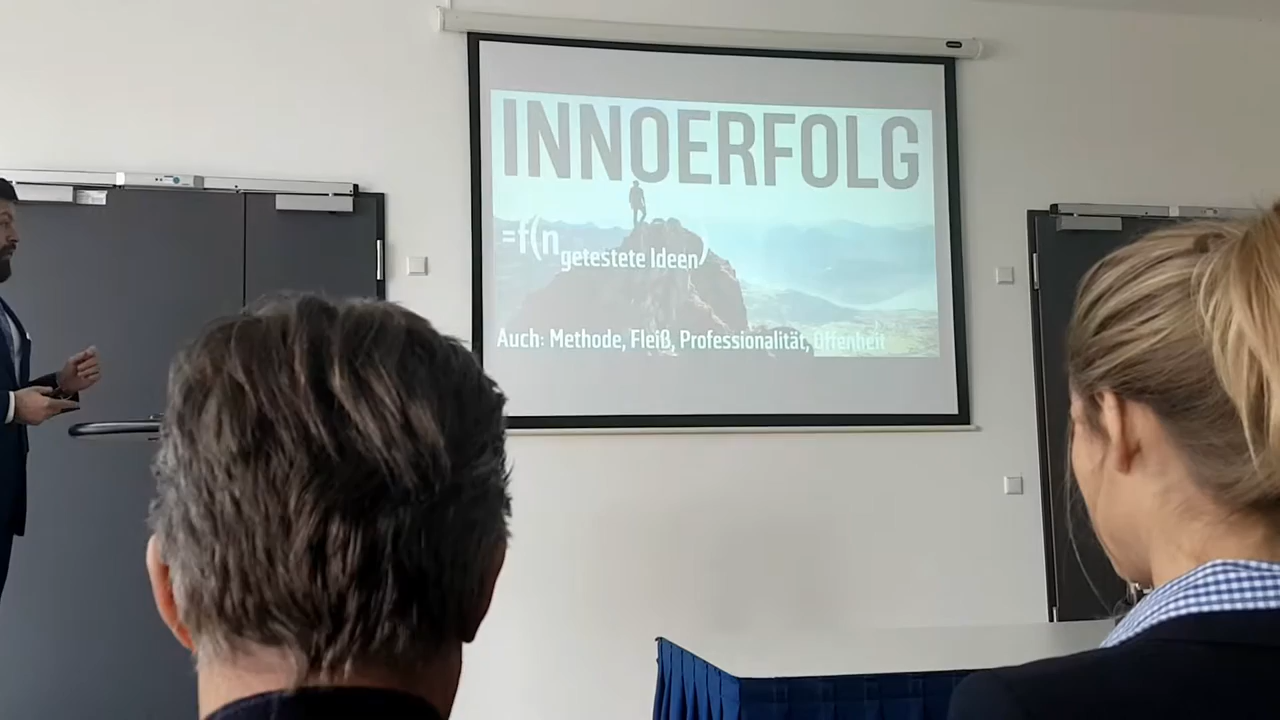 INNOERFOLG
=f(n getestete Ideen)
Auch: Methode, Fleiß, Professionalität, Offenheit